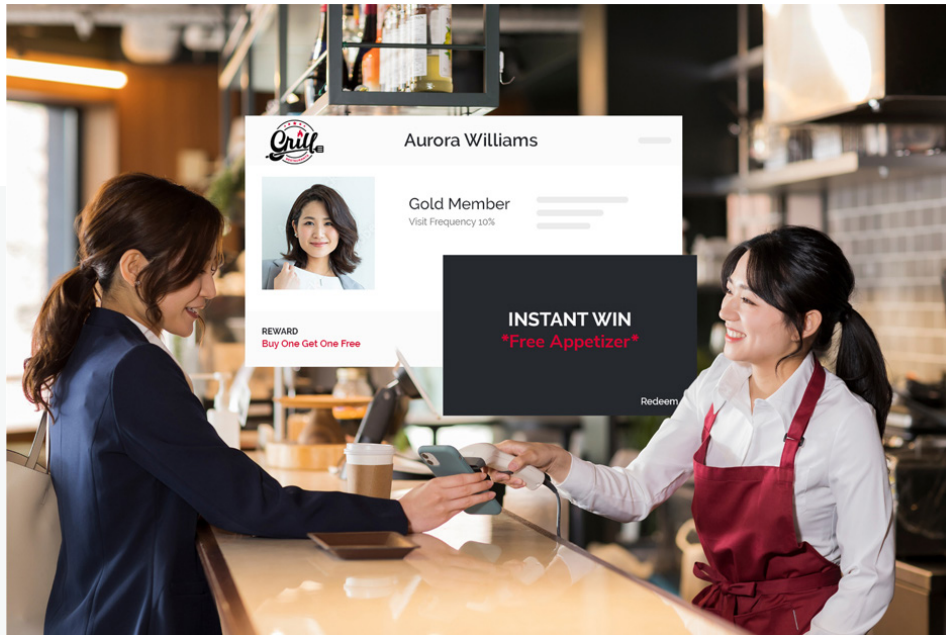 Grill
Aurora Williams
Gold Member
Visit Frequency 10%
REWARD
Buy One Get One Free
INSTANT WIN
*Free Appetizer*
Redeem